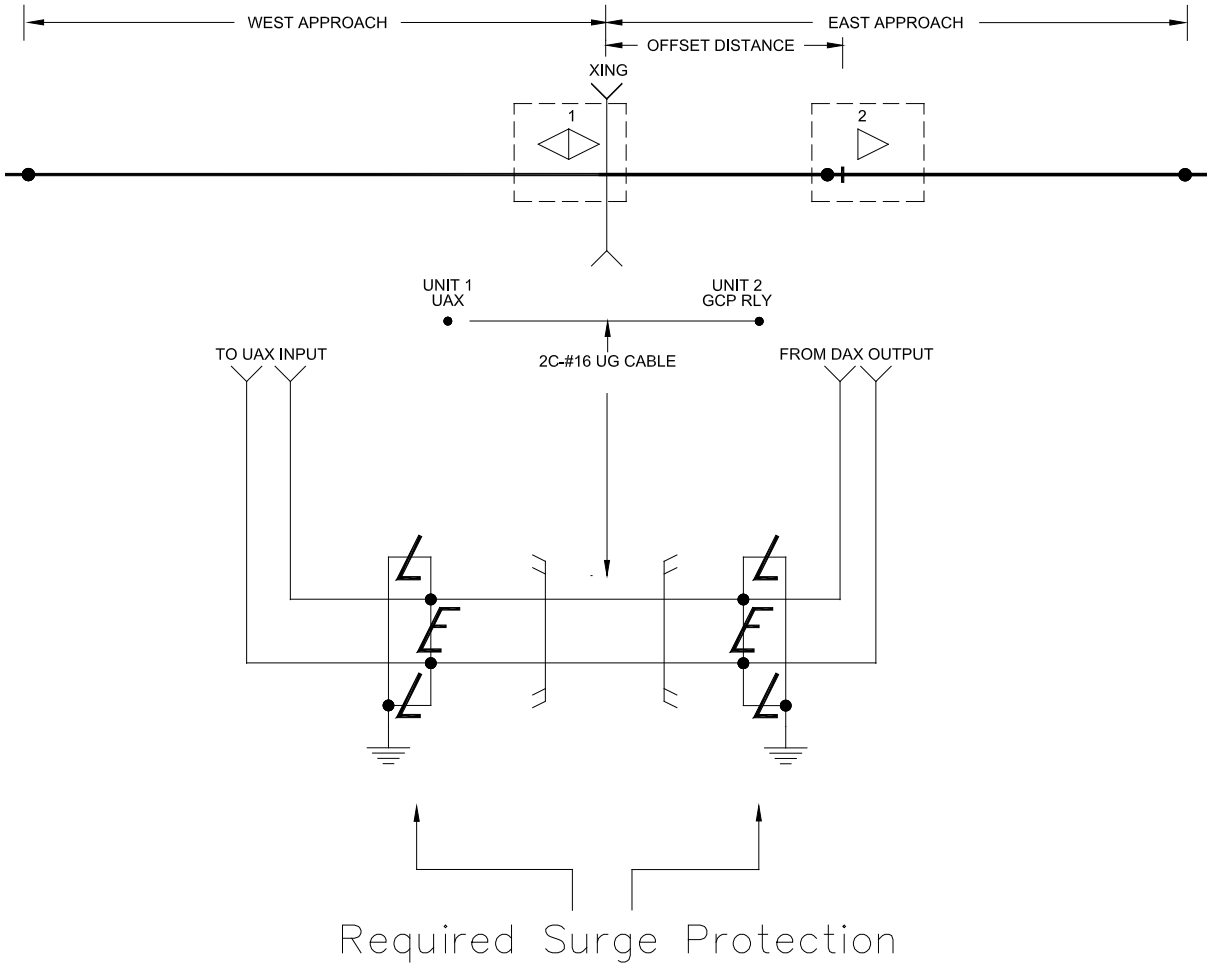 WEST APPROACH
EAST APPROACH
OFFSET DISTANCE
XING
1
2
UNIT 1
UAX
UNIT 2
GCP RLY
TO UAX INPUT
2C-#16 UG CABLE
FROM DAX OUTPUT
Required Surge Protection